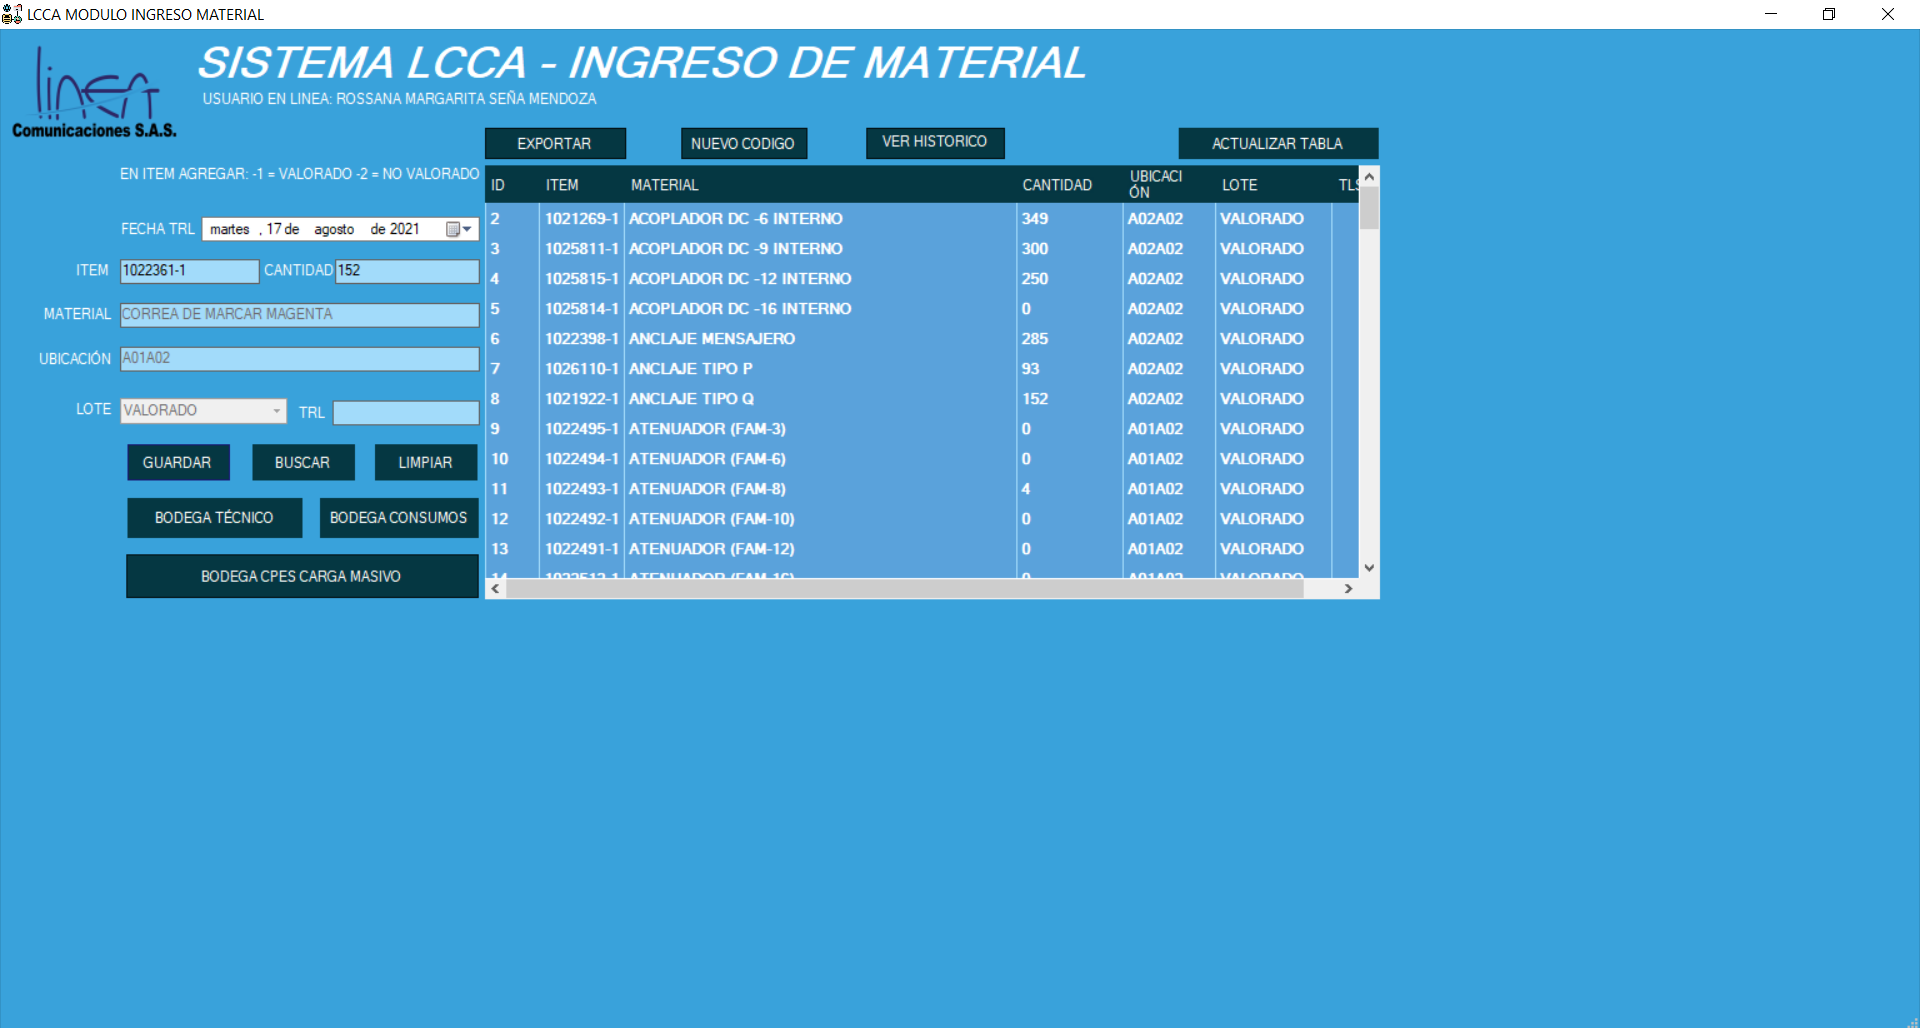 LCCA MODULO INGRESO MATERIAL
linea
Comunicaciones S.A.S.
SISTEMA LCCA - INGRESO DE MATERIAL
USUARIO EN LINEA: ROSSANA MARGARITA SEÑA MENDOZA
EXPORTAR NUEVO CODIGO VER HISTORICO ACTUALIZAR TABLA
EN ITEM AGREGAR: -1 = VALORADO -2 = NO VALORADO
FECHA TRL martes , 17 de agosto de 2021
ITEM 1022361-1 CANTIDAD 152
MATERIAL CORREA DE MARCAR MAGENTA
UBICACIÓN A01A02
LOTE VALORADO TRL
GUARDAR BUSCAR LIMPIAR
BODEGA TÉCNICO BODEGA CONSUMOS
BODEGA CPES CARGA MASIVO
ID ITEM MATERIAL CANTIDAD UBICACI
ÓN LOTE
2 1021269-1 ACOPLADOR DC -6 INTERNO 349 A02A02 VALORADO
3 1025811-1 ACOPLADOR DC -9 INTERNO 300 A02A02 VALORADO
4 1025815-1 ACOPLADOR DC -12 INTERNO 250 A02A02 VALORADO
5 1025814-1 ACOPLADOR DC -16 INTERNO 0 A02A02 VALORADO
6 1022398-1 ANCLAJE MENSAJERO 285 A02A02 VALORADO
7 1026110-1 ANCLAJE TIPO P 93 A02A02 VALORADO
8 1021922-1 ANCLAJE TIPO Q 152 A02A02 VALORADO
9 1022495-1 ATENUADOR (FAM-3) 0 A01A02 VALORADO
10 1022494-1 ATENUADOR (FAM-6) 0 A01A02 VALORADO
11 1022493-1 ATENUADOR (FAM-8) 4 A01A02 VALORADO
12 1022492-1 ATENUADOR (FAM-10) 0 A01A02 VALORADO
13 1022491-1 ATENUADOR (FAM-12) 0 A01A02 VALORADO